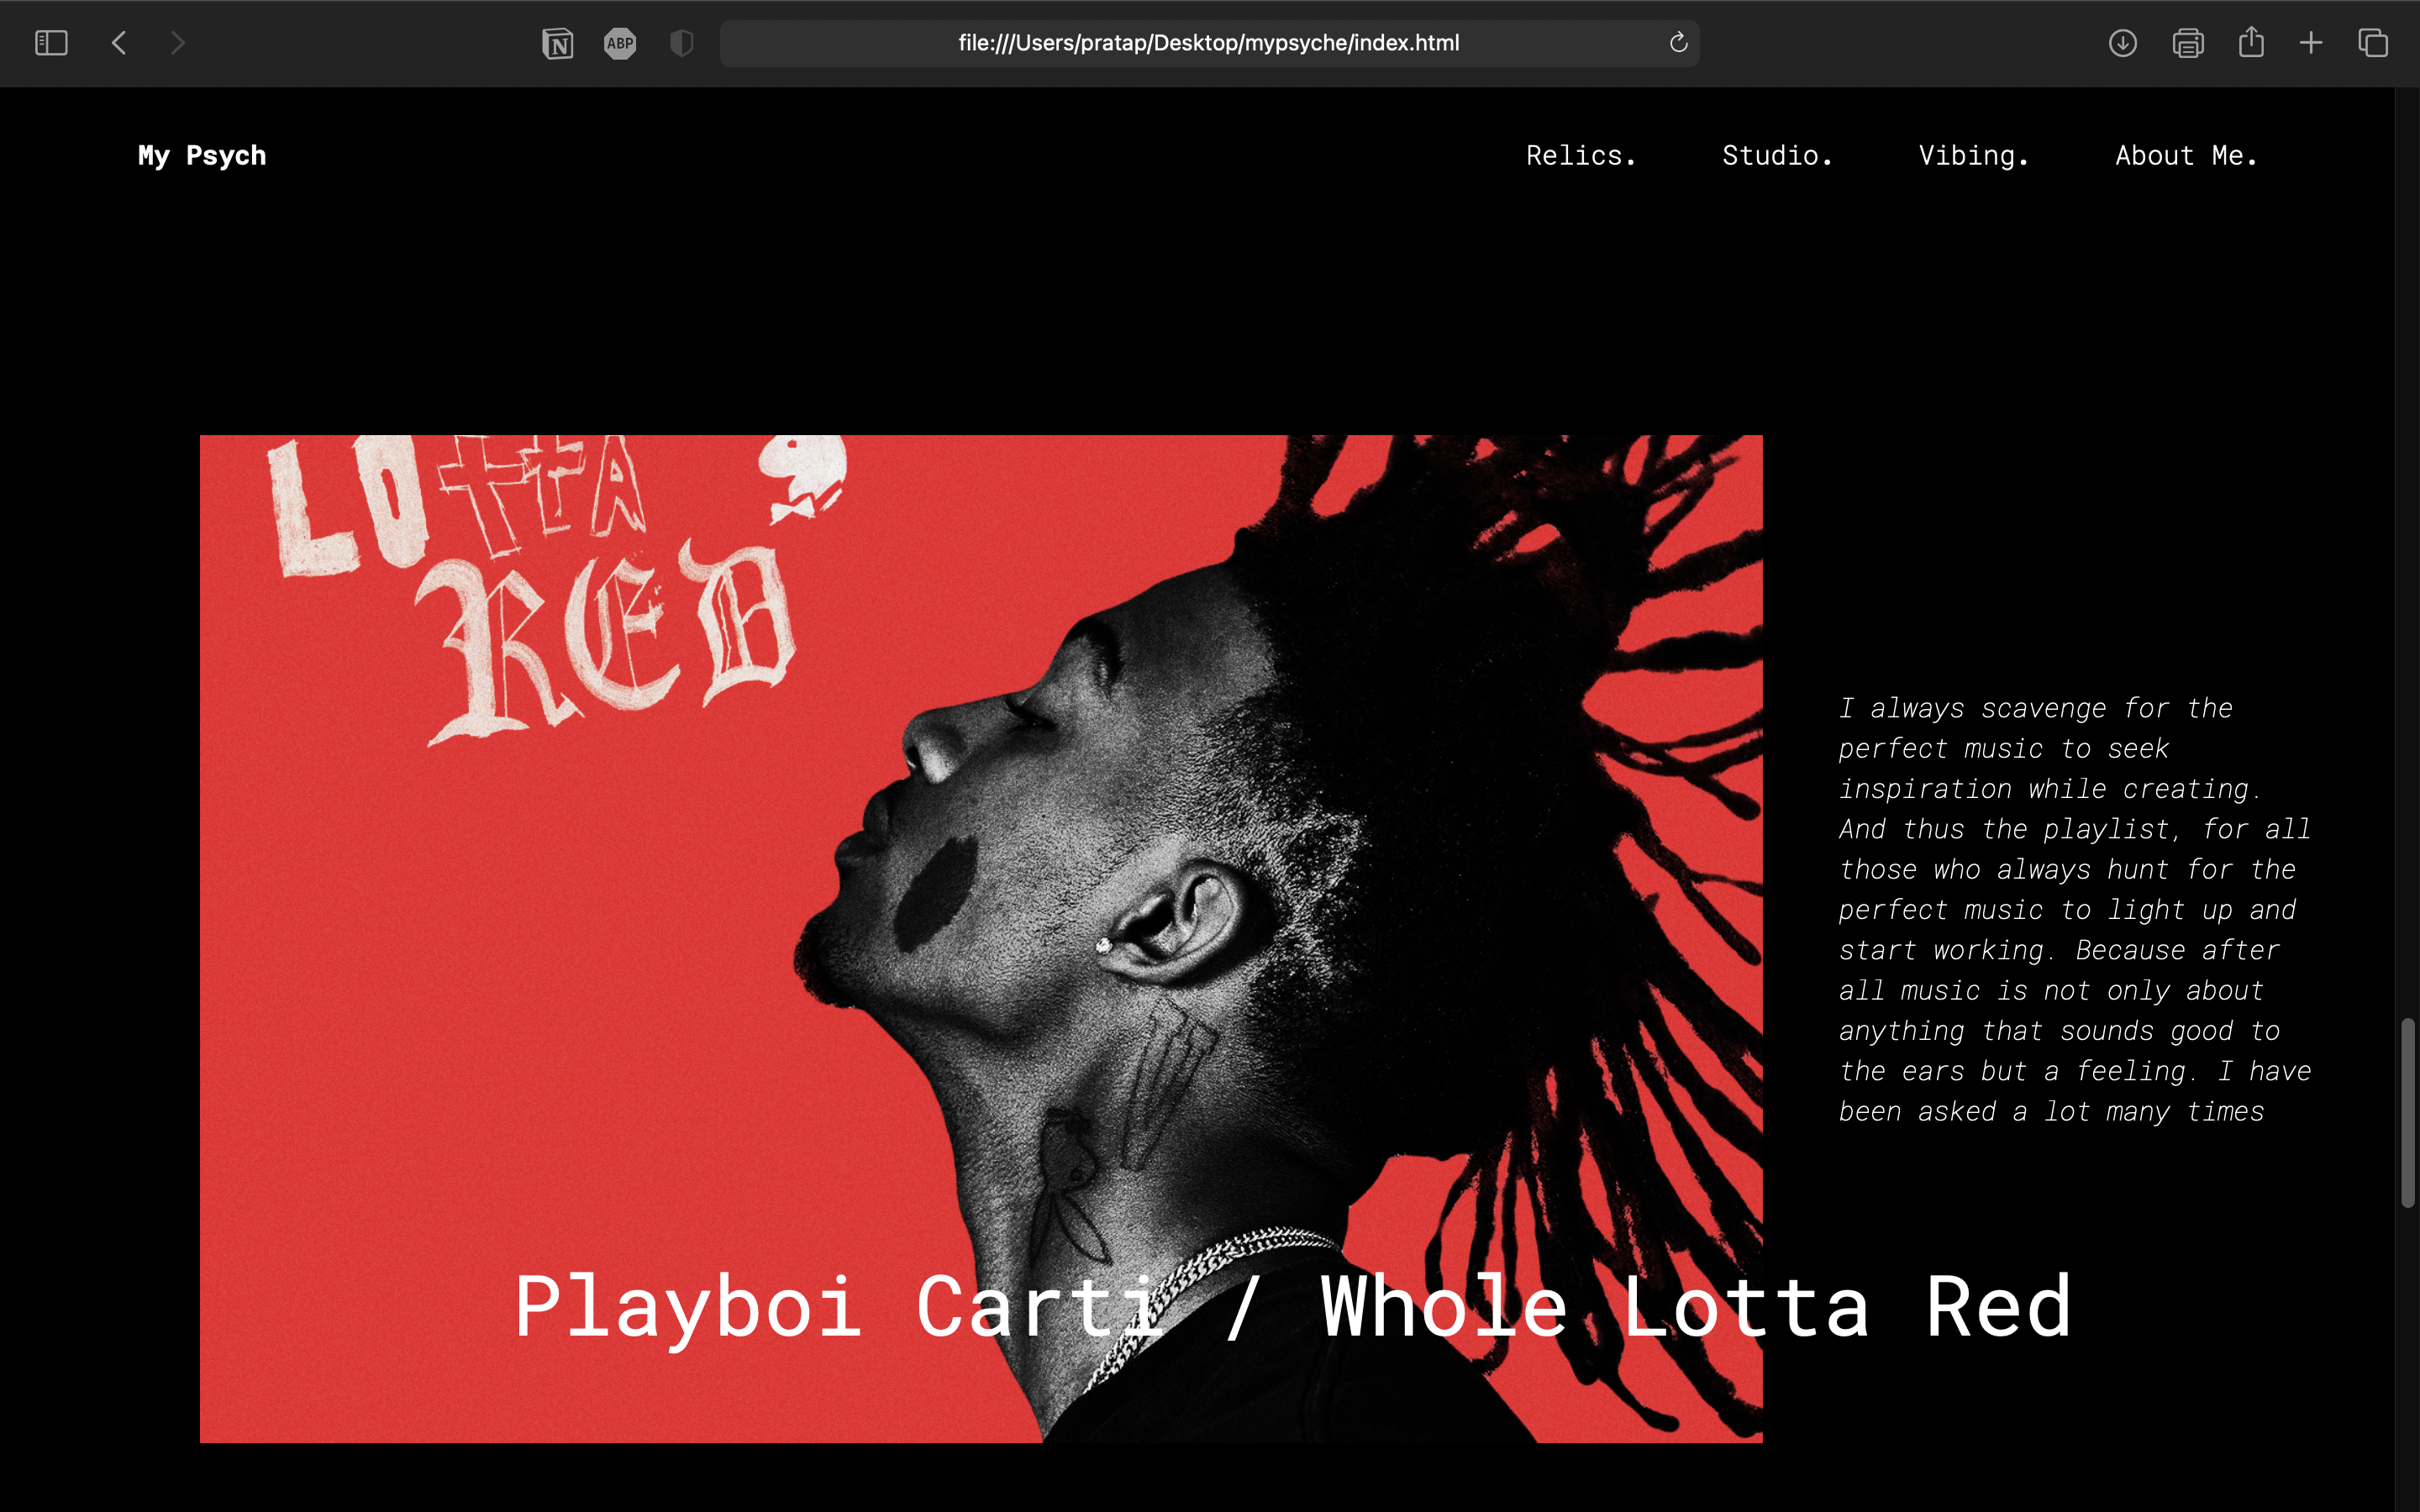 N
ABP
file:///Users/pratap/Desktop/mypsyche/index.html
My Psych
Relics. Studio. Vibing. About Me.
LOTTA
RED
I always scavenge for the
perfect music to seek
inspiration while creating.
And thus the playlist, for all
those who always hunt for the
perfect music to light up and
start working. Because after
all music is not only about
anything that sounds good to
the ears but a feeling. I have
been asked a lot many times
Playboi Carti / Whole Lotta Red